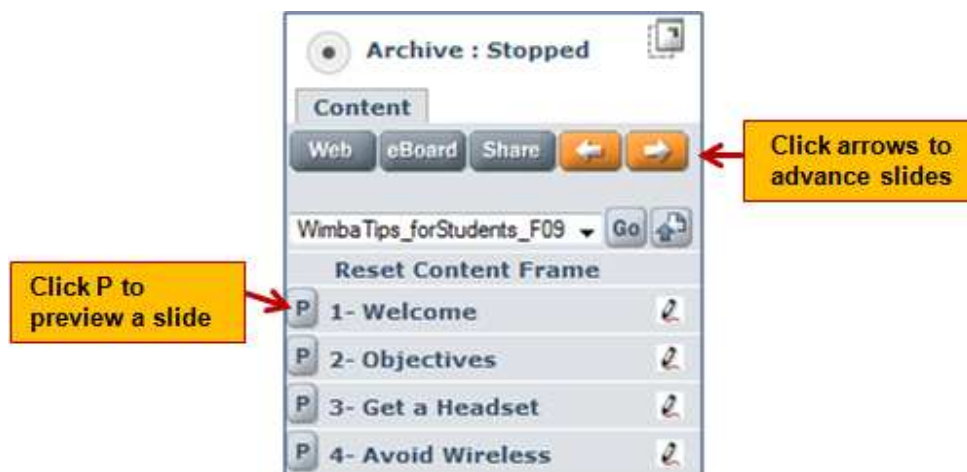 Archive : Stopped
Content
Web eBoard Share
Click arrows to
advance slides
WimbaTips_forStudents_F09 Go
Reset Content Frame
Click P to
preview a slide
P 1- Welcome
P 2- Objectives
P 3- Get a Headset
P 4- Avoid Wireless